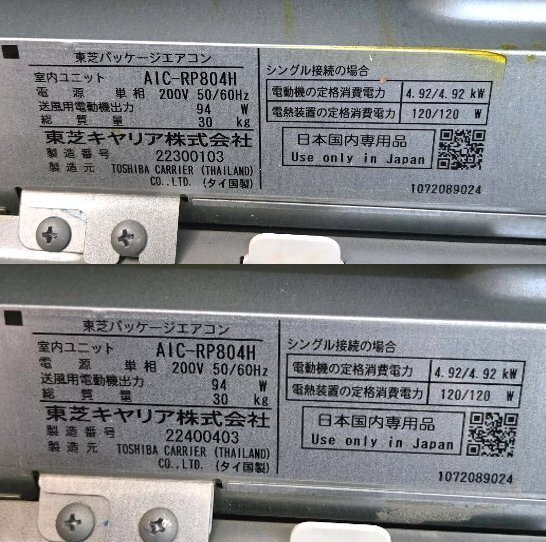 東芝パッケージエアコン
室内ユニット AIC-RP804H
電源 単相 200V 50/60Hz
送風用電動機出力 94 W
総質量 30 kg
東芝キヤリア株式会社
製造番号 22300103
製造元 TOSHIBA CARRIER (THAILAND)
CO.,LTD. (タイ国製)
シングル接続の場合
電動機の定格消費電力 4.92/4.92 kW
電熱装置の定格消費電力 120/120 W
日本国内専用品
Use only in Japan
1072089024
東芝パッケージエアコン
室内ユニット AIC-RP804H
電源 単相 200V 50/60Hz
送風用電動機出力 94 W
総質量 30 kg
東芝キヤリア株式会社
製造番号 22400403
製造元 TOSHIBA CARRIER (THAILAND)
CO.,LTD. (タイ国製)
シングル接続の場合
電動機の定格消費電力 4.92/4.92 kW
電熱装置の定格消費電力 120/120 W
日本国内専用品
Use only in Japan
1072089024